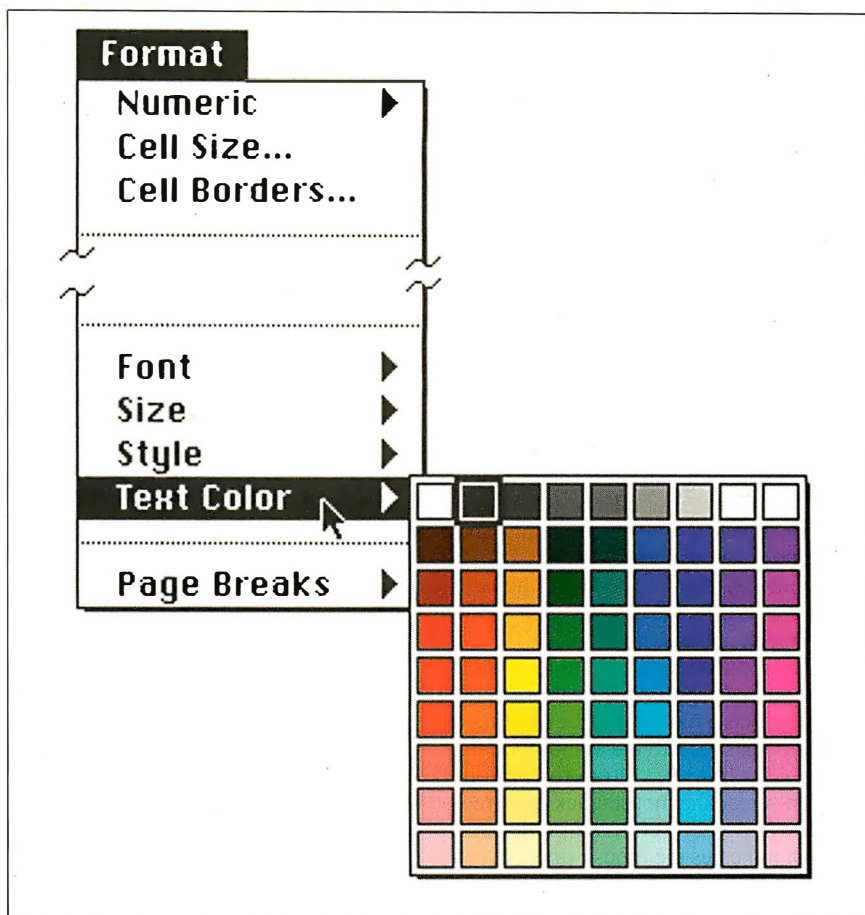 Format
Numeric
Cell Size...
Cell Borders...
Font
Size
Style
Text Color
Page Breaks